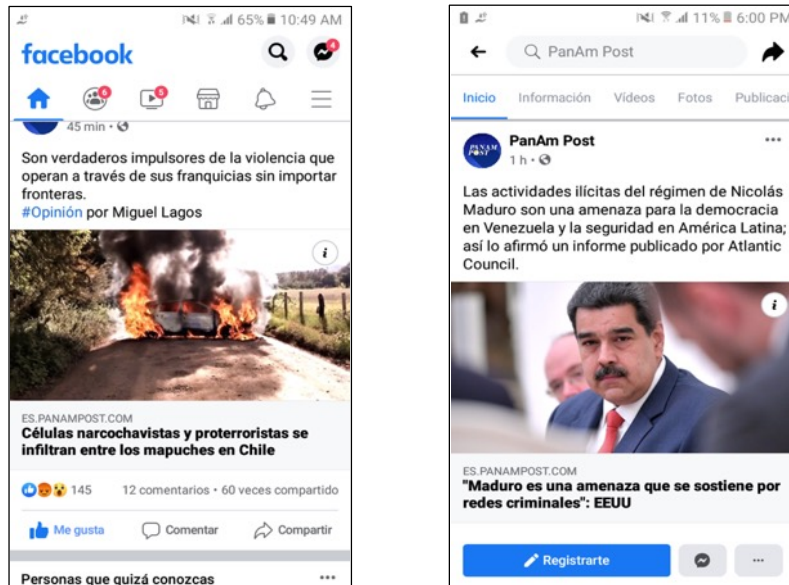 65% 10:49 AM
facebook
4
6
5
45 min
Son verdaderos impulsores de la violencia que
operan a través de sus franquicias sin importar
fronteras.
#Opinión por Miguel Lagos
i
ES.PANAMPOST.COM
Células narcochavistas y proterroristas se
infiltran entre los mapuches en Chile
145 12 comentarios • 60 veces compartido
Me gusta Comentar Compartir
Personas que quizá conozcas
11% 6:00 PM
PanAm Post
Inicio Información Vídeos Fotos Publicaci
PANAM
POST
PanAm Post
1 h
Las actividades ilícitas del régimen de Nicolás
Maduro son una amenaza para la democracia
en Venezuela y la seguridad en América Latina;
así lo afirmó un informe publicado por Atlantic
Council.
i
ES.PANAMPOST.COM
"Maduro es una amenaza que se sostiene por
redes criminales": EEUU
Registrarte